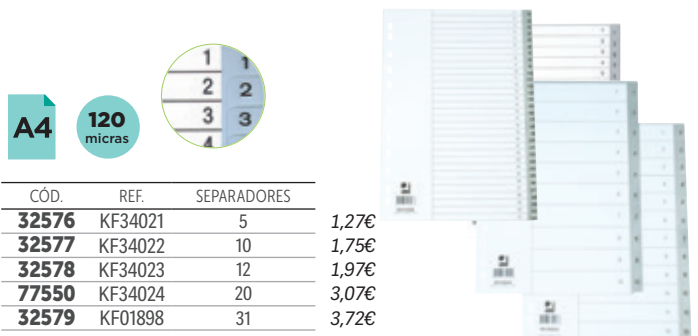 1 1
2 2
3 3
4
A4
120
micras
CÓD. REF. SEPARADORES
32576 KF34021 5 1,27€
32577 KF34022 10 1,75€
32578 KF34023 12 1,97€
77550 KF34024 20 3,07€
32579 KF01898 31 3,72€